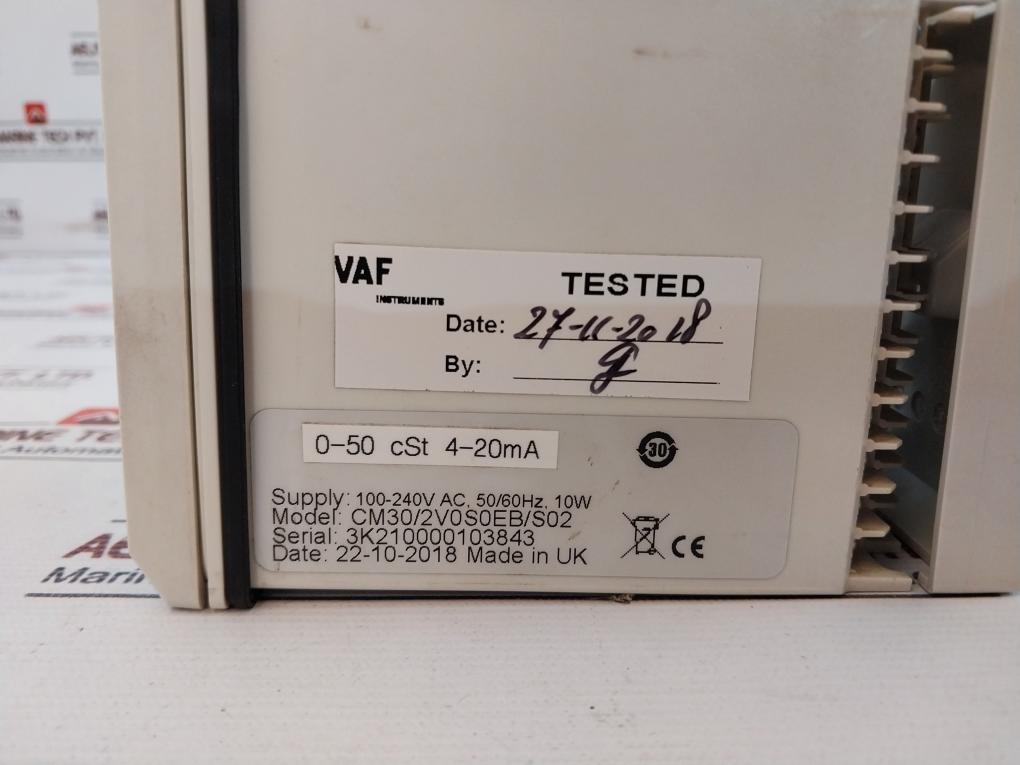 VAF
INSTRUMENTS
TESTED
Date: 27-11-2018
By:
0-50 cSt 4-20mA
30
Supply: 100-240V AC, 50/60Hz, 10W
Model: CM30/2V0S0EB/S02
Serial: 3K210000103843
Date: 22-10-2018 Made in UK
CE